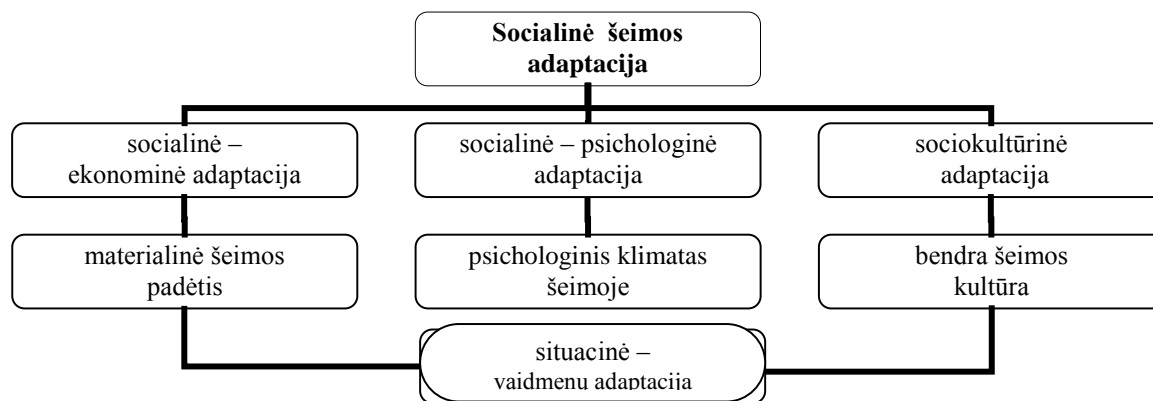 Socialinė šeimos
adaptacija
socialinė –
ekonominė adaptacija
socialinė – psichologinė
adaptacija
sociokultūrinė
adaptacija
materialinė šeimos
padėtis
psichologinis klimatas
šeimoje
bendra šeimos
kultūra
situacinė –
vaidmenu adaptacija